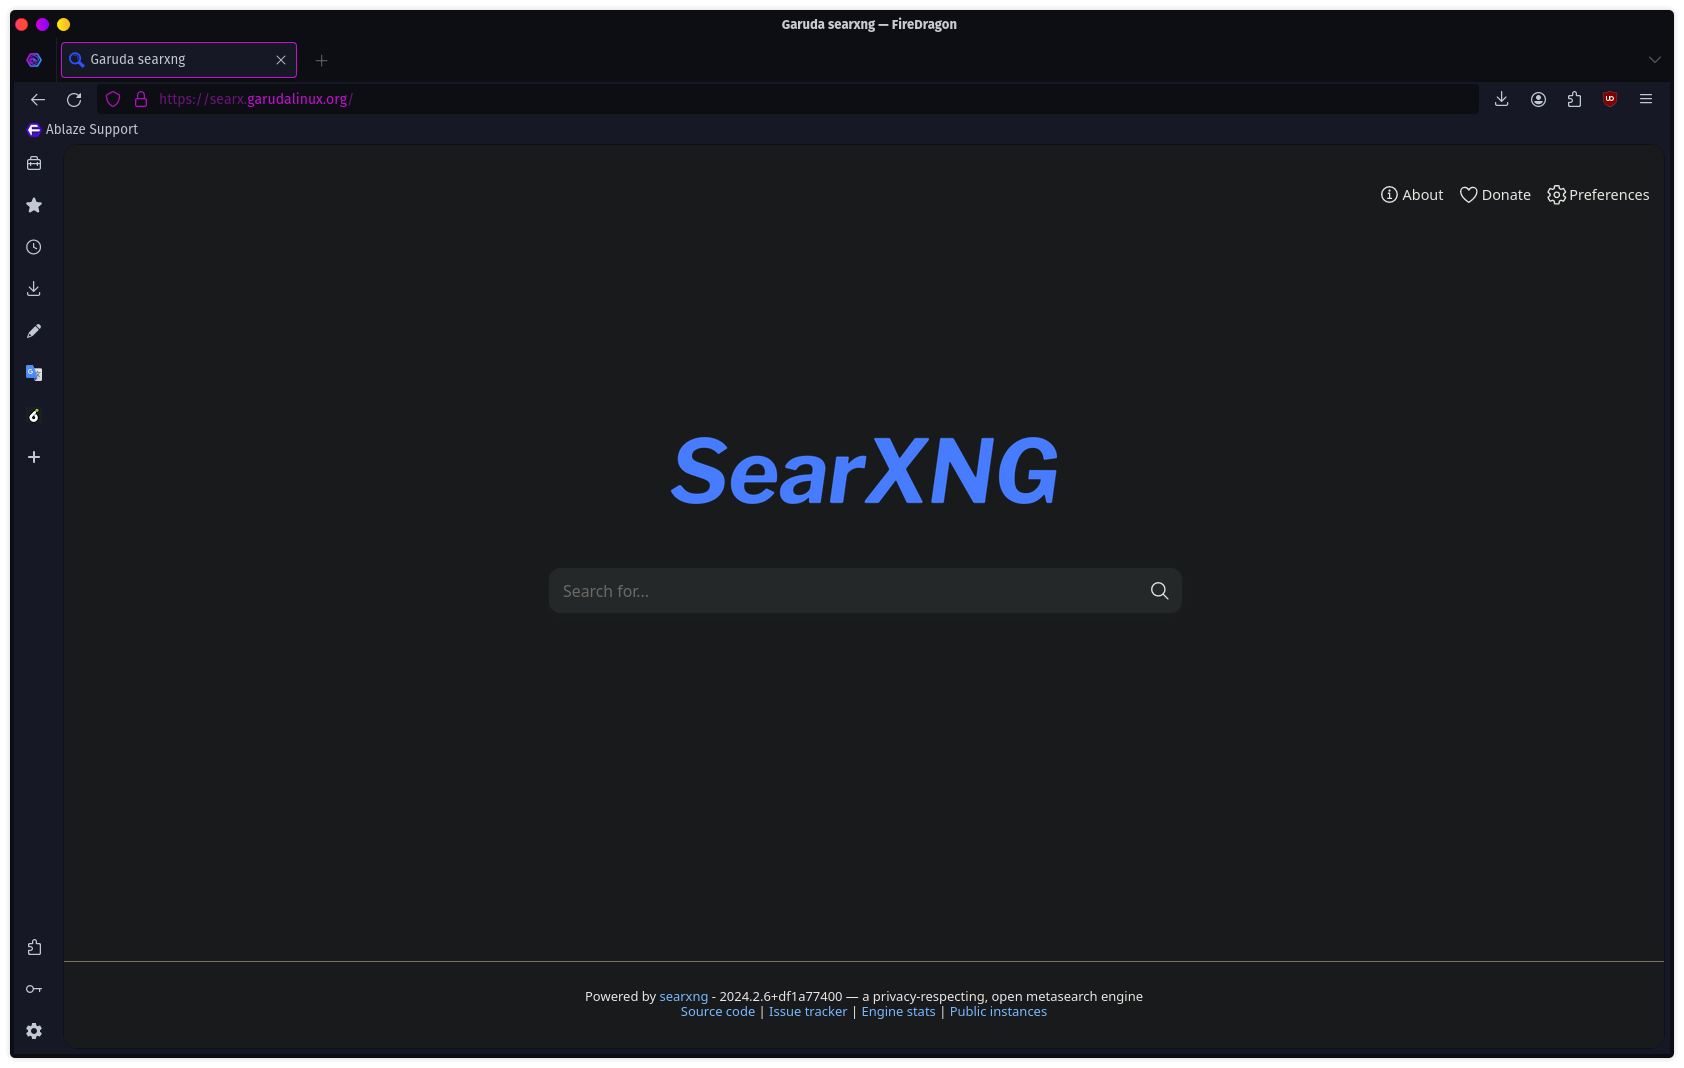 Garuda searxng — FireDragon
Garuda searxng
https://searx.garudalinux.org/
Ablaze Support
About Donate Preferences
SearXNG
Search for...
Powered by searxng - 2024.2.6+df1a77400 — a privacy-respecting, open metasearch engine
Source code | Issue tracker | Engine stats | Public instances